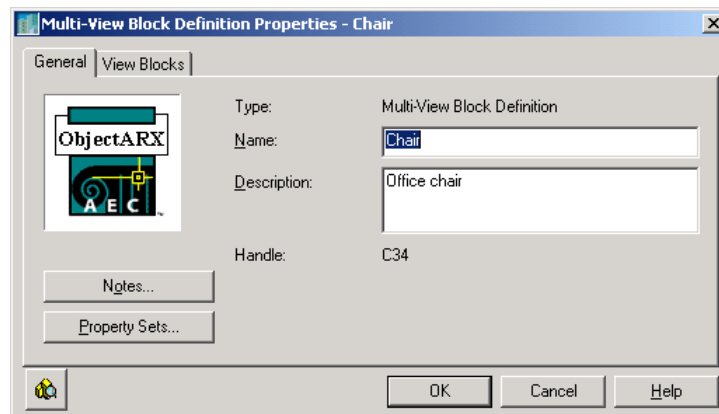 Multi-View Block Definition Properties - Chair
General
View Blocks
ObjectARX
AEC
Type:
Multi-View Block Definition
Name:
Chair
Description:
Office chair
Handle:
C34
Notes...
Property Sets...
OK
Cancel
Help